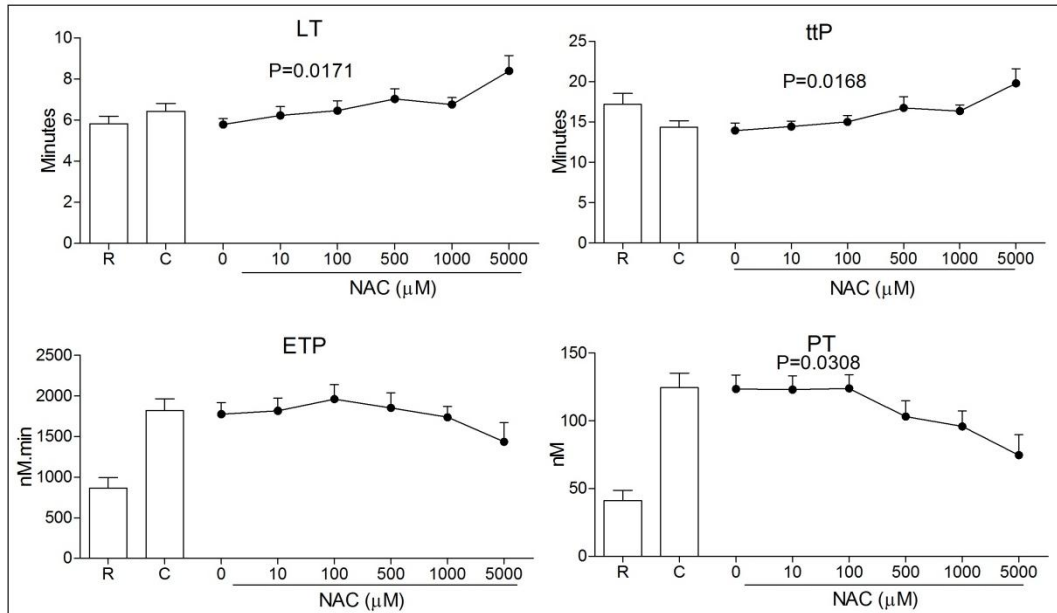 LT
P=0.0171
Minutes
10
8
6
4
2
0
R C 0 10 100 500 1000 5000
NAC (μM)
ttP
P=0.0168
Minutes
25
20
15
10
5
0
R C 0 10 100 500 1000 5000
NAC (μM)
ETP
nM.min
2500
2000
1500
1000
500
0
R C 0 10 100 500 1000 5000
NAC (μM)
PT
P=0.0308
nM
150
100
50
0
R C 0 10 100 500 1000 5000
NAC (μM)